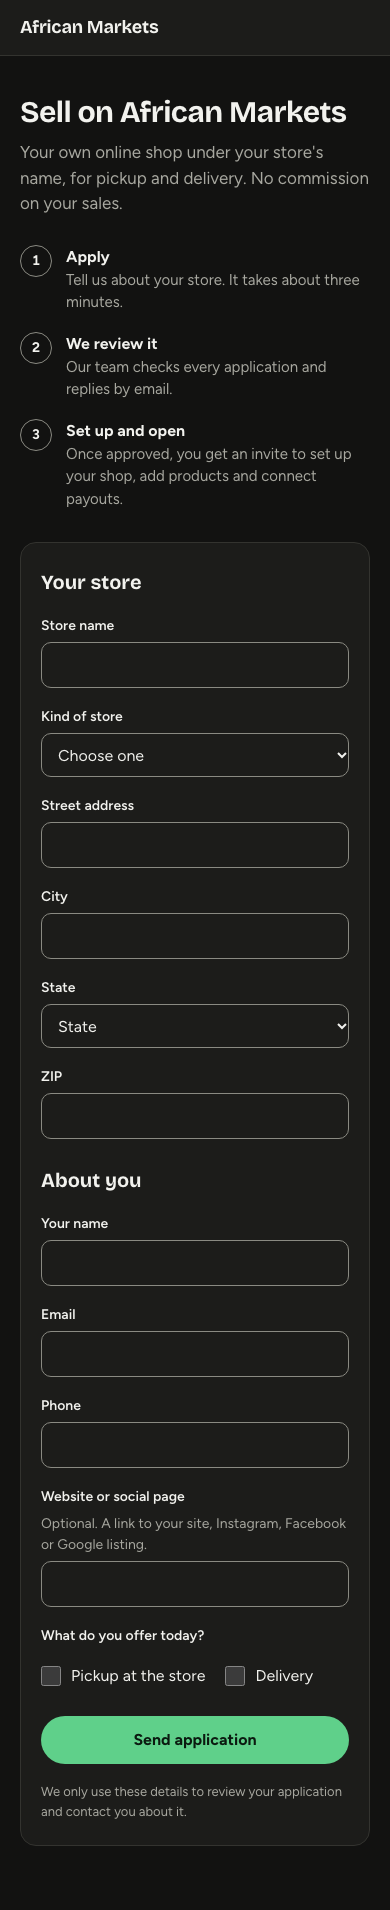 African Markets
Sell on African Markets
Your own online shop under your store's
name, for pickup and delivery. No commission
on your sales.
1
Apply
Tell us about your store. It takes about three
minutes.
2
We review it
Our team checks every application and
replies by email.
3
Set up and open
Once approved, you get an invite to set up
your shop, add products and connect
payouts.
Your store
Store name
Kind of store
Choose one
Street address
City
State
State
ZIP
About you
Your name
Email
Phone
Website or social page
Optional. A link to your site, Instagram, Facebook
or Google listing.
What do you offer today?
Pickup at the store
Delivery
Send application
We only use these details to review your application
and contact you about it.